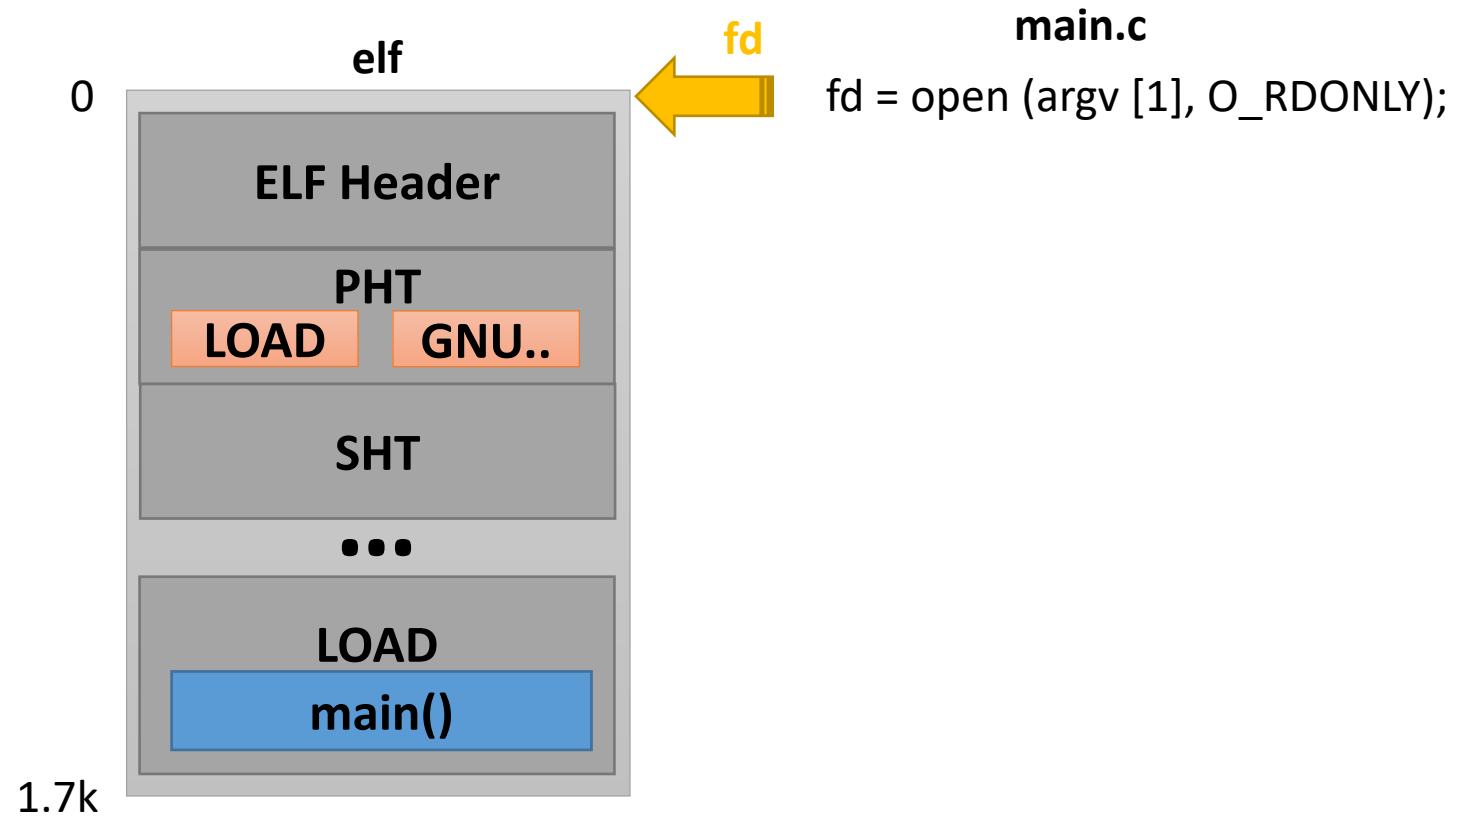 main.c
fd
elf
0
fd = open (argv [1], O_RDONLY);
ELF Header
PHT
LOAD
GNU..
SHT
...
LOAD
main()
1.7k